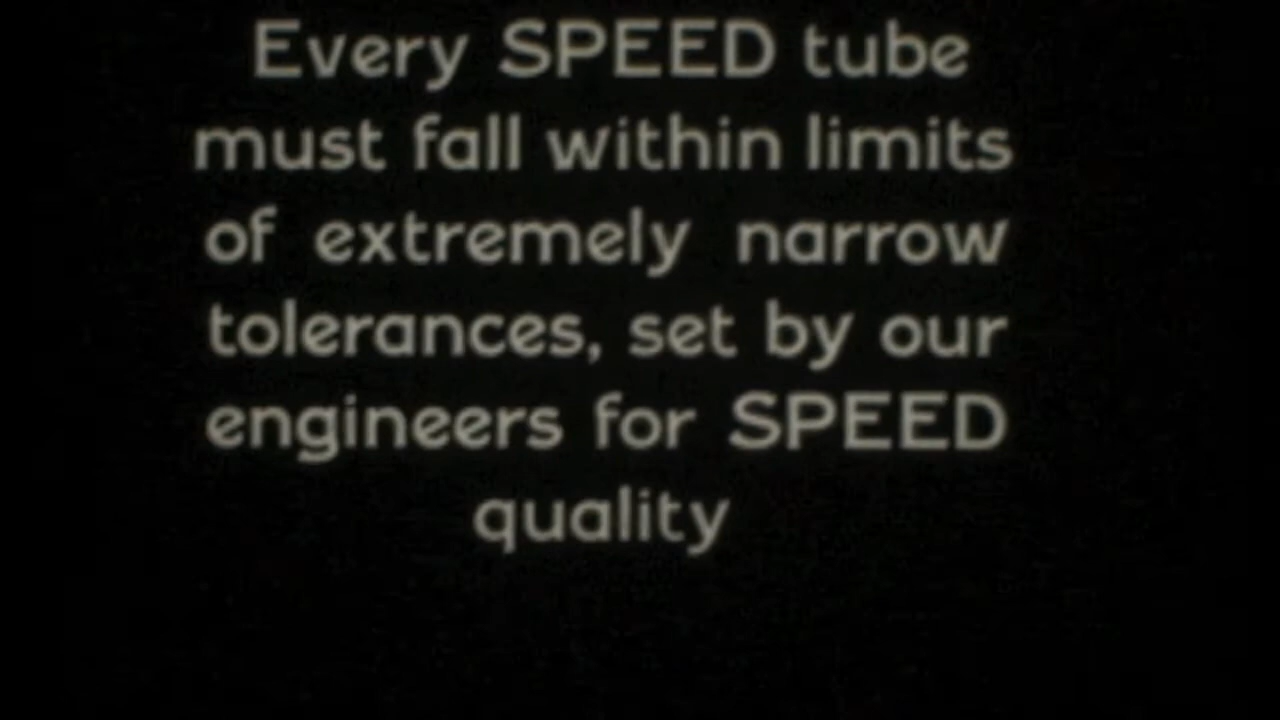 Every SPEED tube
must fall within limits
of extremely narrow
tolerances, set by our
engineers for SPEED
quality